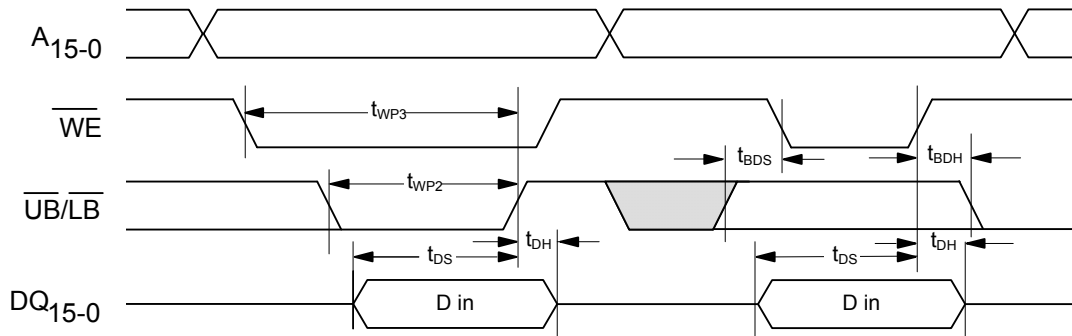 A15-0
WE
tWP3
tBDS
tBDH
UB/LB
tWP2
tDH
tDH
tDS
tDS
DQ15-0
D in
D in